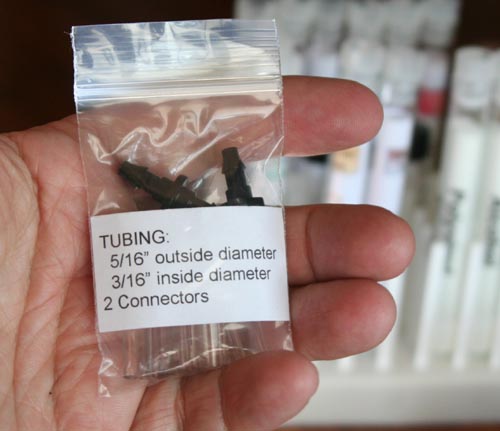 TUBING:
5/16” outside diameter
3/16” inside diameter
2 Connectors